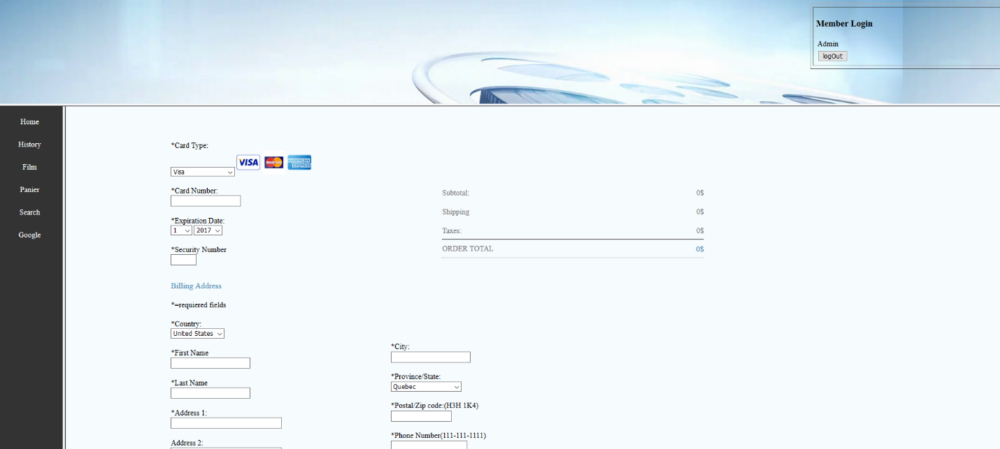 Member Login
Admin
logOut
Home
History
Film
Panier
Search
Google
*Card Type:
Visa
VISA MasterCard AMERICAN EXPRESS
*Card Number:
*Expiration Date:
1 2017
*Security Number
Subtotal: 0$
Shipping 0$
Taxes: 0$
ORDER TOTAL 0$
Billing Address
*=requiered fields
*Country:
United States
*First Name
*Last Name
*Address 1:
Address 2:
*City:
*Province/State:
Quebec
*Postal/Zip code:(H3H 1K4)
*Phone Number(111-111-1111)